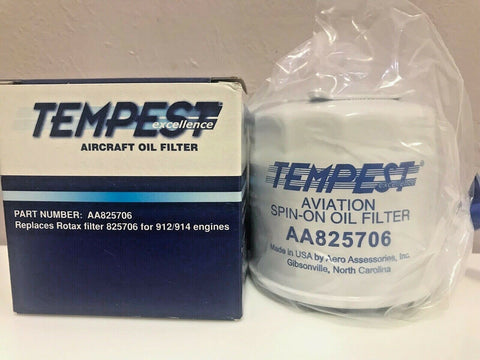 TEMPEST
excellence
AIRCRAFT OIL FILTER
PART NUMBER: AA825706
Replaces Rotax filter 825706 for 912/914 engines
TEMPEST®
AVIATION
SPIN-ON OIL FILTER
AA825706
Made in USA by Aero Assessories, Inc.
Gibsonville, North Carolina